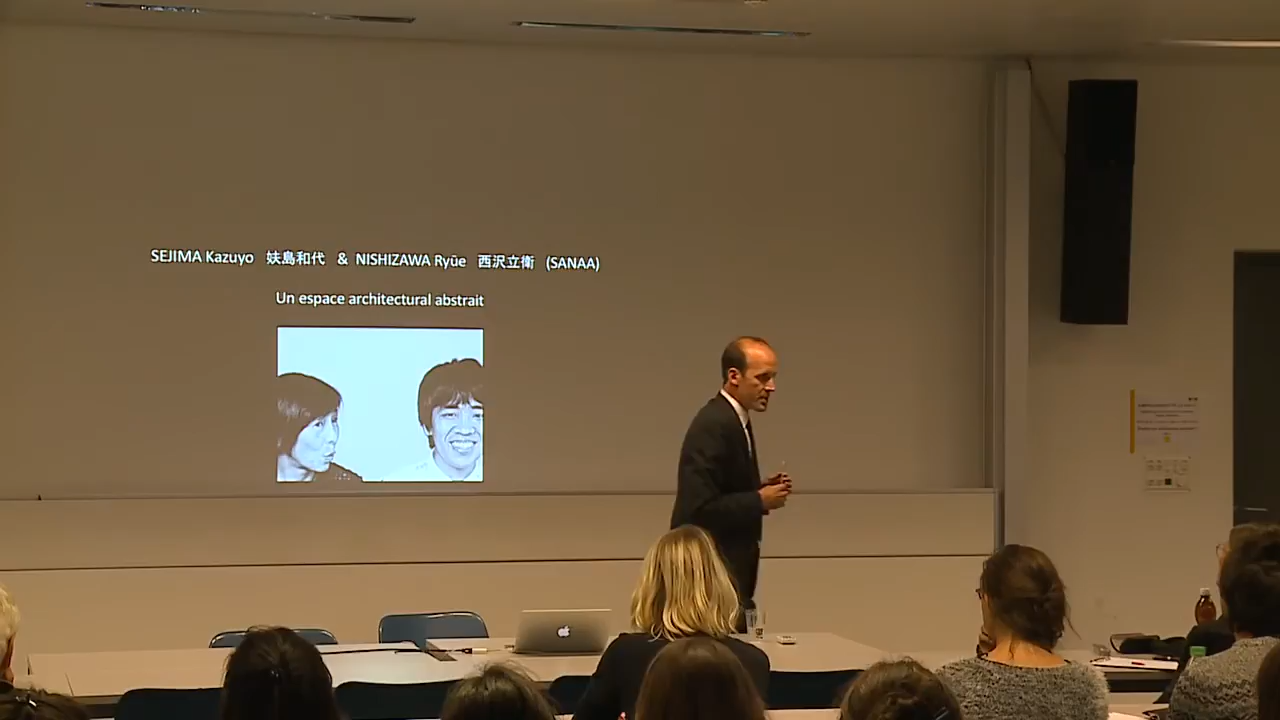 SEJIMA Kazuyo 妹島和代 & NISHIZAWA Ryūe 西沢立衛 (SANAA)
Un espace architectural abstrait